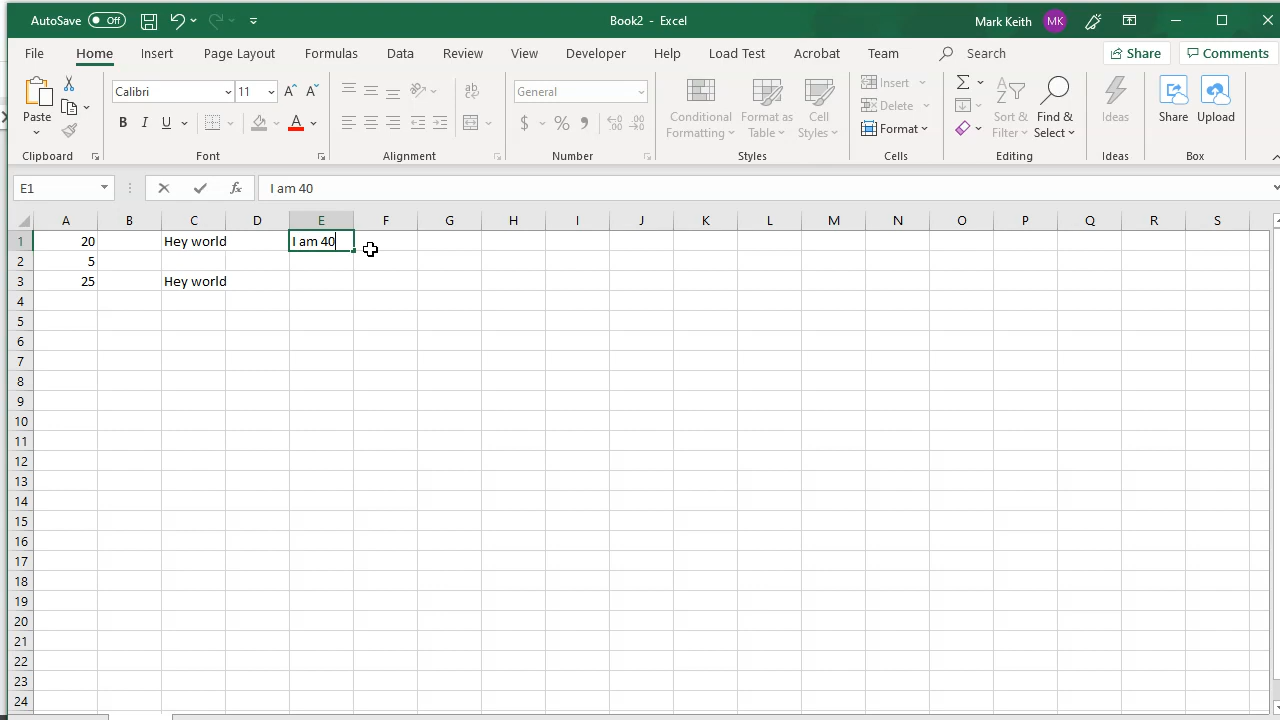 AutoSave Off Book2 - Excel Mark Keith MK
File Home Insert Page Layout Formulas Data Review View Developer Help Load Test Acrobat Team Search Share Comments
Paste
Clipboard
Calibri 11
B I U A
Font
Alignment
General
$ % 9
Number
Conditional Formatting
Format as Table
Cell Styles
Styles
Insert
Delete
Format
Cells
Sort & Filter
Find & Select
Editing
Ideas
Ideas
Share Upload
Box
E1 fx I am 40
A B C D E F G H I J K L M N O P Q R S
1 20 Hey world I am 40
2 5
3 25 Hey world
4
5
6
7
8
9
10
11
12
13
14
15
16
17
18
19
20
21
22
23
24